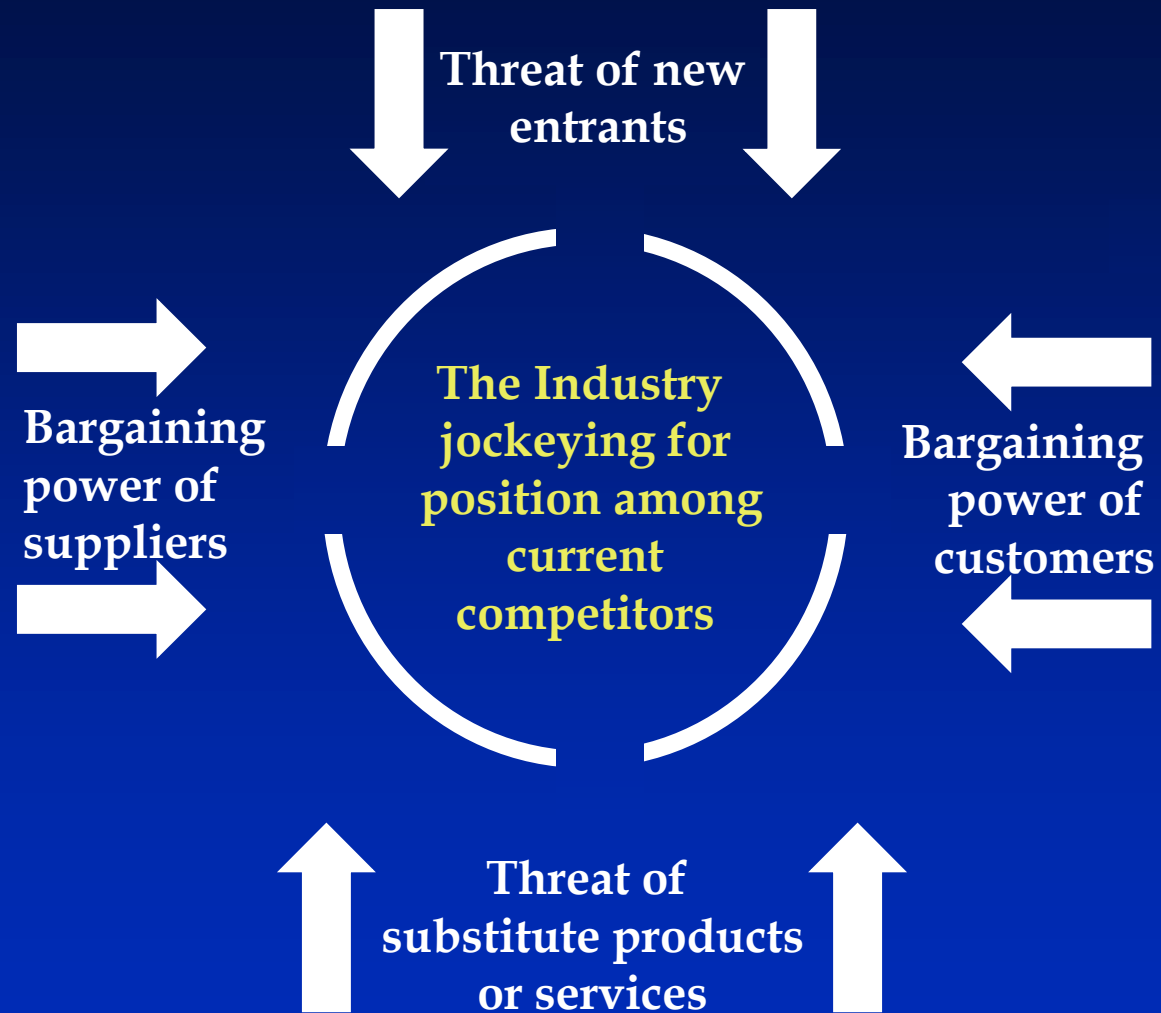 Threat of new
entrants
Bargaining
power of
suppliers
The Industry
jockeying for
position among
current
competitors
Bargaining
power of
customers
Threat of
substitute products
or services